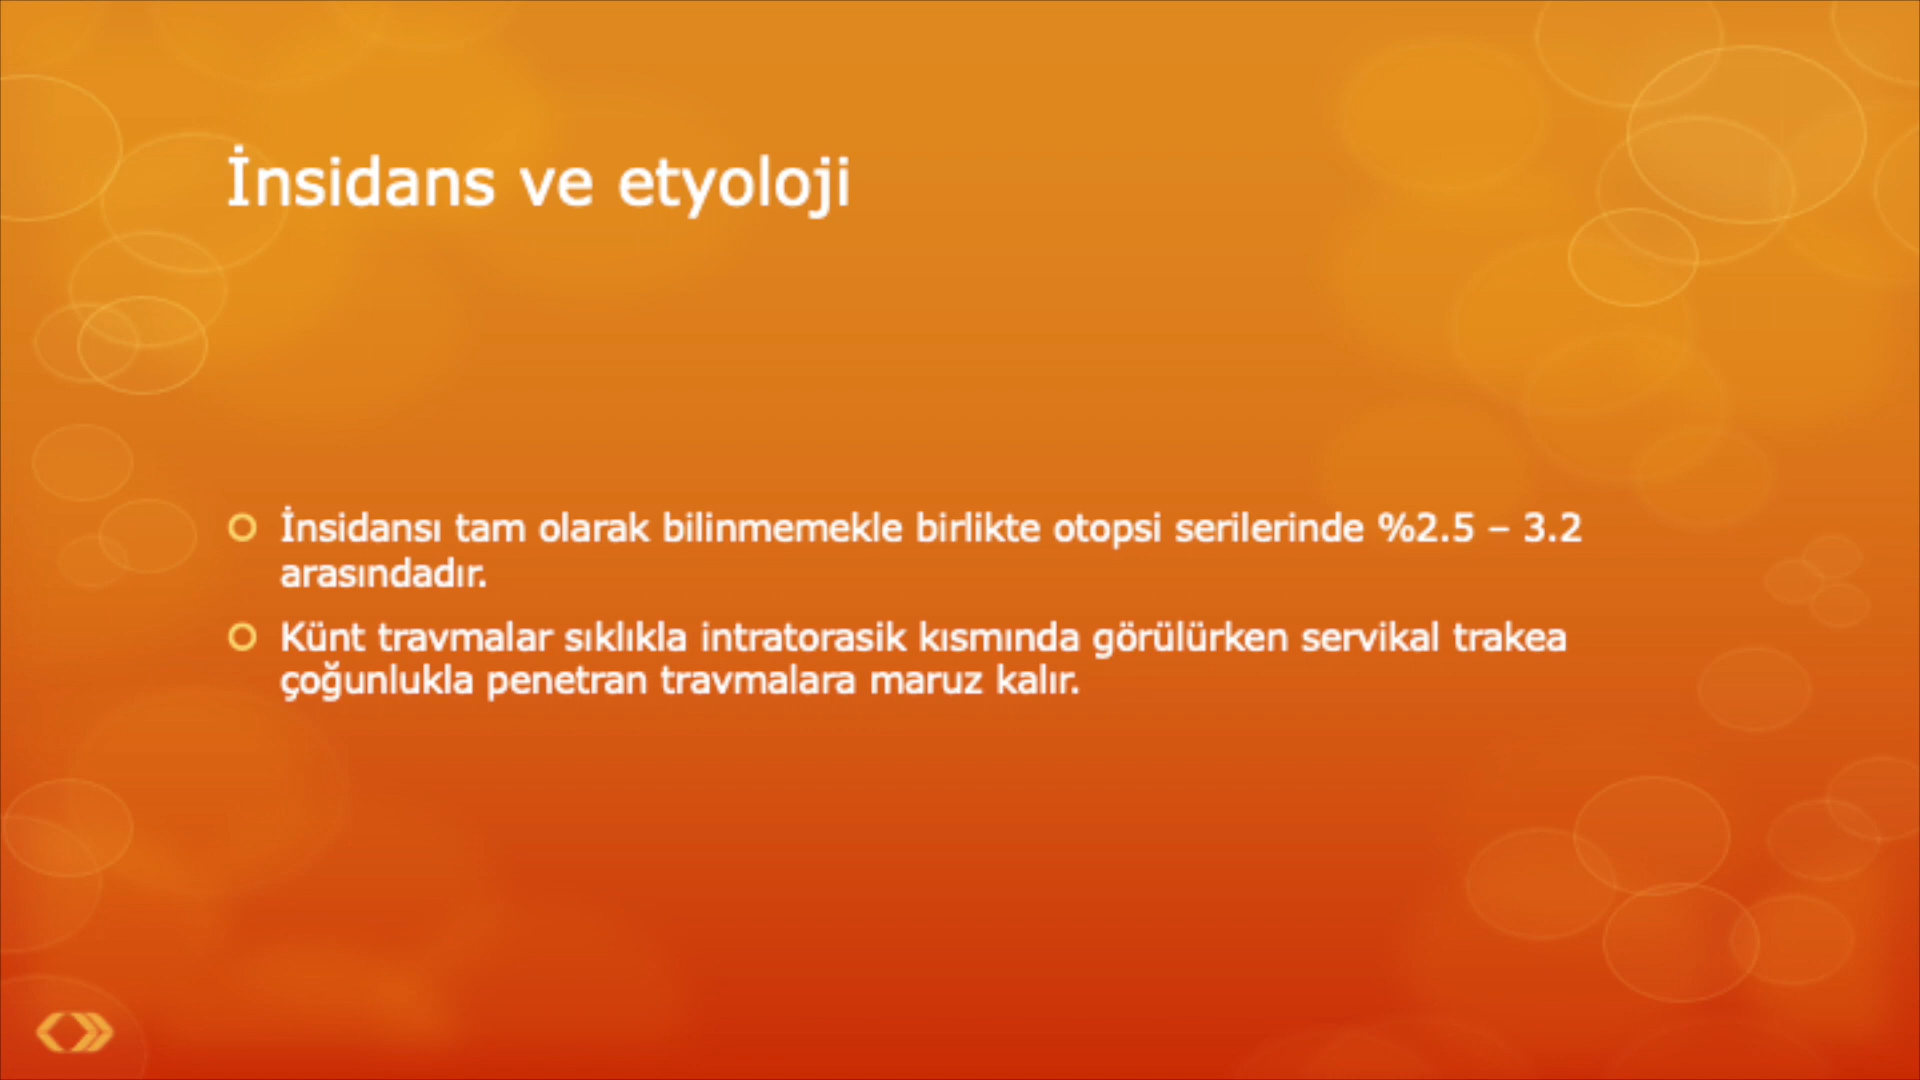 İnsidans ve etyoloji
İnsidansı tam olarak bilinmemekle birlikte otopsi serilerinde %2.5 – 3.2
arasındadır.
Künt travmalar sıklıkla intratorasik kısmında görülürken servikal trakea
çoğunlukla penetran travmalara maruz kalır.